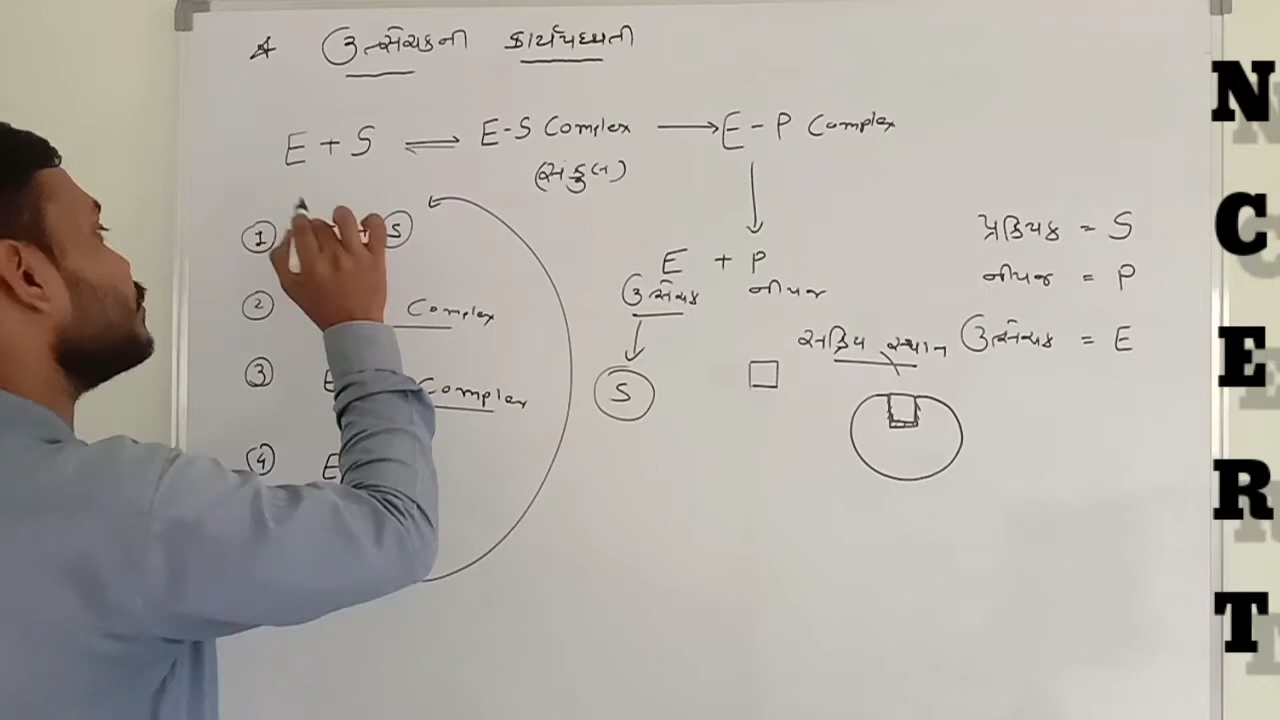 ઉત્સેચકની કાર્યપધ્ધતી
E + S ⇌ E-S Complex → E-P Complex
(સંકુલ)
① + S
② Complex
③ E Complex
④ E
E + P
ઉત્સેચક નીપજ
S
સક્રિય સ્થાન
પ્રક્રિયક = S
નીપજ = P
ઉત્સેચક = E
NCERT